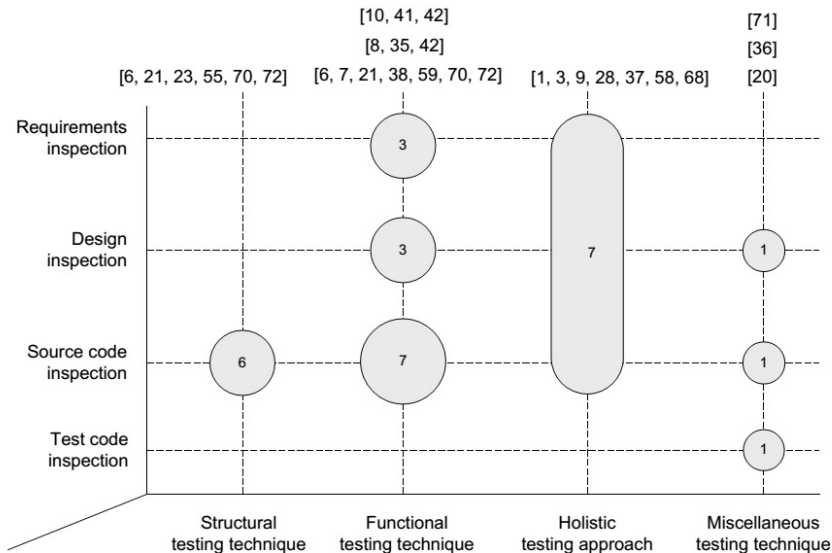 [10, 41, 42]
[71]
[8, 35, 42]
[36]
[6, 21, 23, 55, 70, 72]
[6, 7, 21, 38, 59, 70, 72]
[1, 3, 9, 28, 37, 58, 68]
[20]
Requirements
inspection
3
Design
inspection
3
7
1
Source code
inspection
6
7
1
Test code
inspection
1
Structural
testing technique
Functional
testing technique
Holistic
testing approach
Miscellaneous
testing technique